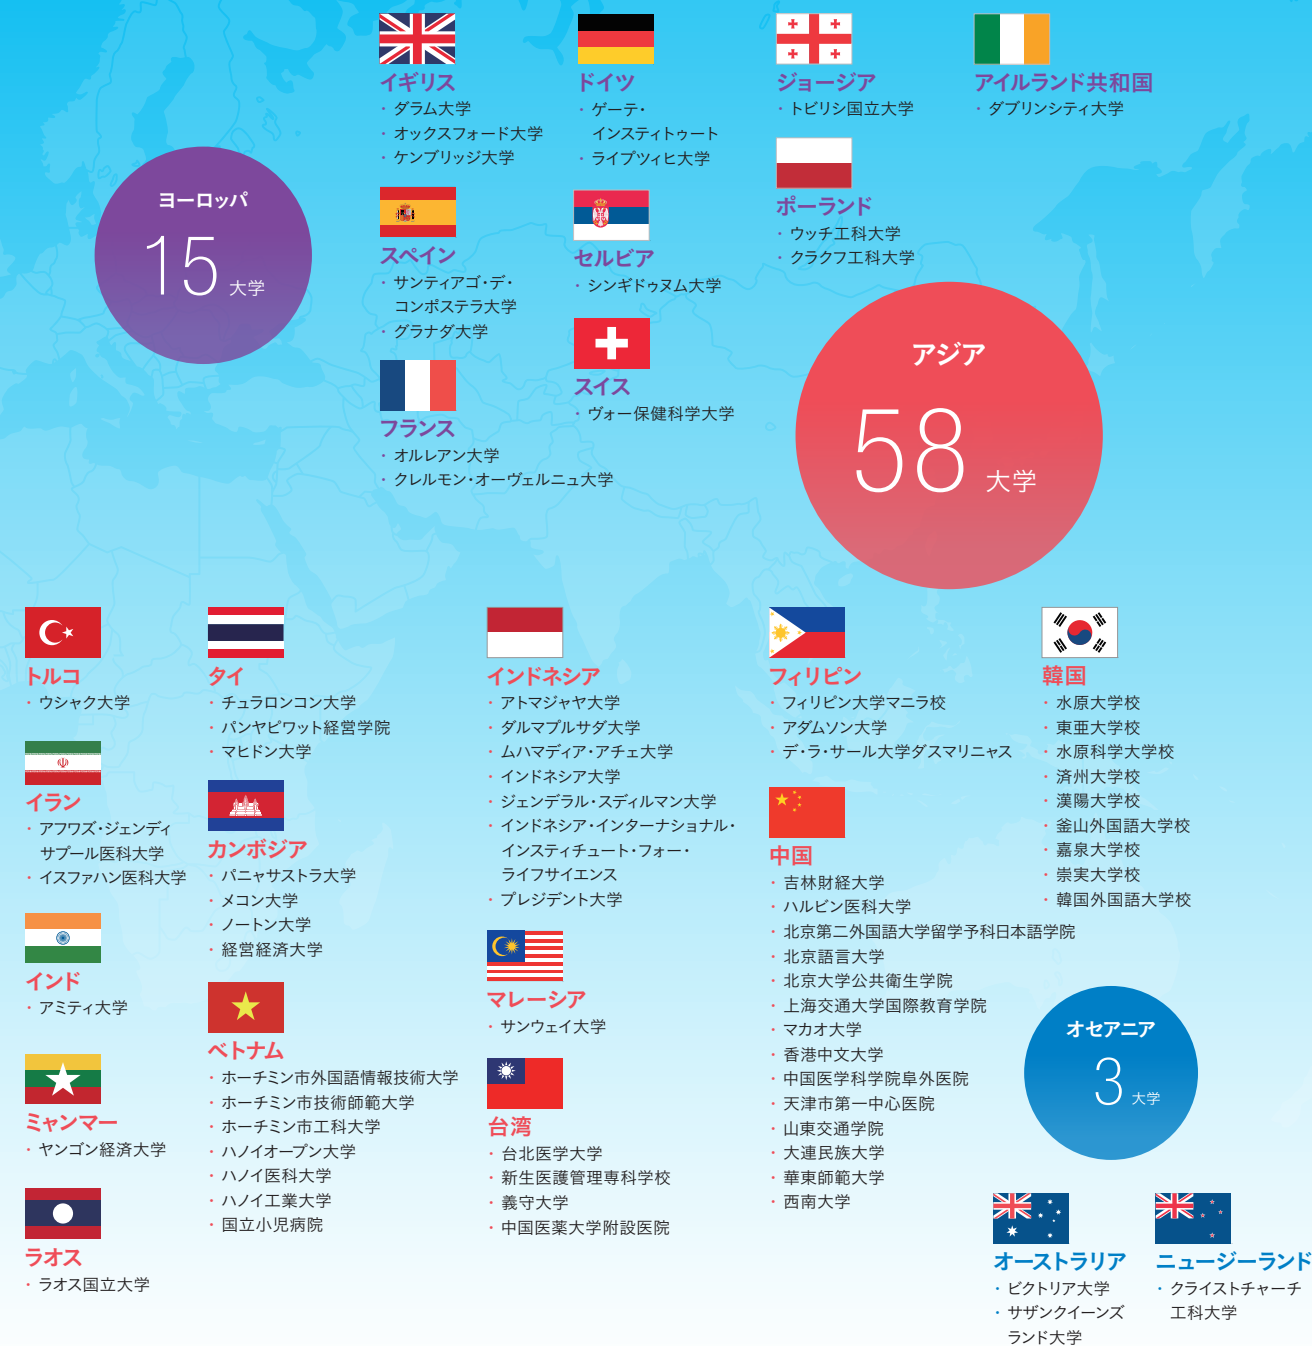 イギリス
・ダラム大学
・オックスフォード大学
・ケンブリッジ大学
ドイツ
・ゲーテ・
インスティトゥート
・ライプツィヒ大学
ジョージア
・トビリシ国立大学
アイルランド共和国
・ダブリンシティ大学
ポーランド
・ウッチ工科大学
・クラクフ工科大学
ヨーロッパ
15 大学
スペイン
・サンティアゴ・デ・
コンポステラ大学
・グラナダ大学
セルビア
・シンギドゥヌム大学
フランス
・オルレアン大学
・クレルモン・オーヴェルニュ大学
スイス
・ヴォー保健科学大学
アジア
58 大学
トルコ
・ウシャク大学
イラン
・アフワズ・ジェンディ
サプール医科大学
・イスファハン医科大学
インド
・アミティ大学
ミャンマー
・ヤンゴン経済大学
ラオス
・ラオス国立大学
タイ
・チュラロンコン大学
・パンヤピワット経営学院
・マヒドン大学
カンボジア
・パニャサストラ大学
・メコン大学
・ノートン大学
・経営経済大学
ベトナム
・ホーチミン市外国語情報技術大学
・ホーチミン市技術師範大学
・ホーチミン市工科大学
・ハノイオープン大学
・ハノイ医科大学
・ハノイ工業大学
・国立小児病院
インドネシア
・アトマジャヤ大学
・ダルマプルサダ大学
・ムハマディア・アチェ大学
・インドネシア大学
・ジェンデラル・スディルマン大学
・インドネシア・インターナショナル・
インスティチュート・フォー・
ライフサイエンス
・プレジデント大学
マレーシア
・サンウェイ大学
台湾
・台北医学大学
・新生医護管理専科学校
・義守大学
・中国医薬大学附設医院
フィリピン
・フィリピン大学マニラ校
・アダムソン大学
・デ・ラ・サール大学ダスマリニャス
中国
・吉林財経大学
・ハルビン医科大学
・北京第二外国語大学留学予科日本語学院
・北京語言大学
・北京大学公共衛生学院
・上海交通大学国際教育学院
・マカオ大学
・香港中文大学
・中国医学科学院阜外医院
・天津市第一中心医院
・山東交通学院
・大連民族大学
・華東師範大学
・西南大学
韓国
・水原大学校
・東亜大学校
・水原科学大学校
・済州大学校
・漢陽大学校
・釜山外国語大学校
・嘉泉大学校
・崇実大学校
・韓国外国語大学校
オセアニア
3 大学
オーストラリア
・ビクトリア大学
・サザンクイーンズ
ランド大学
ニュージーランド
・クライストチャーチ
工科大学